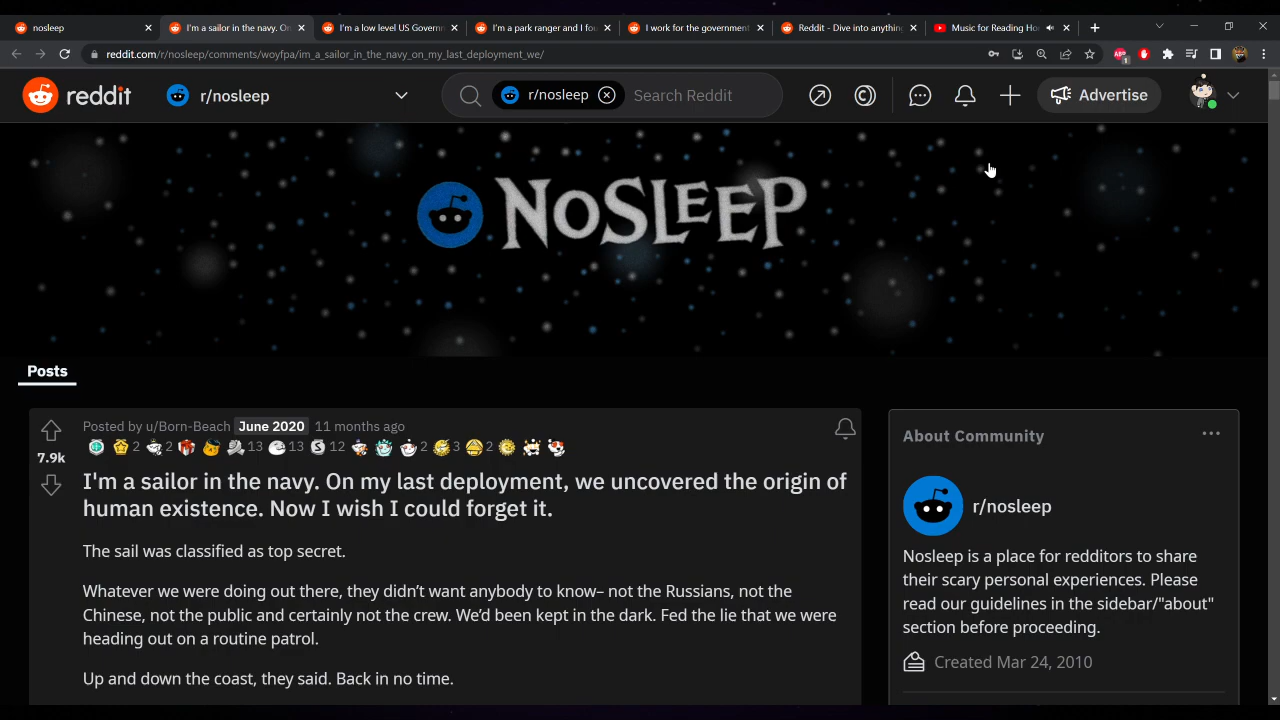 nosleep
I'm a sailor in the navy. On
I'm a low level US Governm
I'm a park ranger and I fou
I work for the government
Reddit - Dive into anything
Music for Reading Ho
reddit.com/r/nosleep/comments/woyfpa/im_a_sailor_in_the_navy_on_my_last_deployment_we/
ABP
1
reddit
r/nosleep
r/nosleep
Search Reddit
Advertise
NOSLEEP
Posts
Posted by u/Born-Beach June 2020 11 months ago
2 2 13 13 12 2 3 2
7.9k
I'm a sailor in the navy. On my last deployment, we uncovered the origin of
human existence. Now I wish I could forget it.
The sail was classified as top secret.
Whatever we were doing out there, they didn’t want anybody to know– not the Russians, not the
Chinese, not the public and certainly not the crew. We’d been kept in the dark. Fed the lie that we were
heading out on a routine patrol.
Up and down the coast, they said. Back in no time.
About Community
r/nosleep
Nosleep is a place for redditors to share
their scary personal experiences. Please
read our guidelines in the sidebar/"about"
section before proceeding.
Created Mar 24, 2010